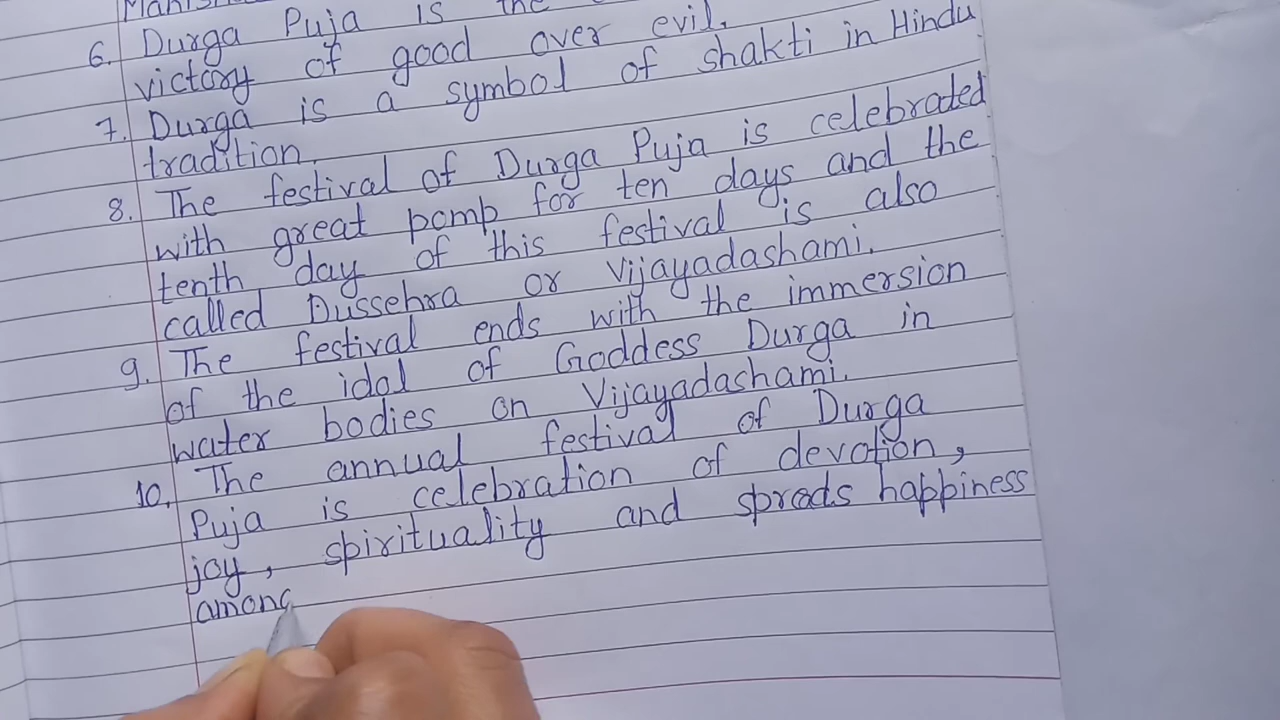 6. Durga Puja is the
victory of good over evil.
7. Durga is a symbol of shakti in Hindu
tradition.
8. The festival of Durga Puja is celebrated
with great pomp for ten days and the
tenth day of this festival is also
called Dussehra or Vijayadashami.
9. The festival ends with the immersion
of the idol of Goddess Durga in
water bodies on Vijayadashami.
10. The annual festival of Durga
Puja is celebration of devotion,
joy, spirituality and spreads happiness
among